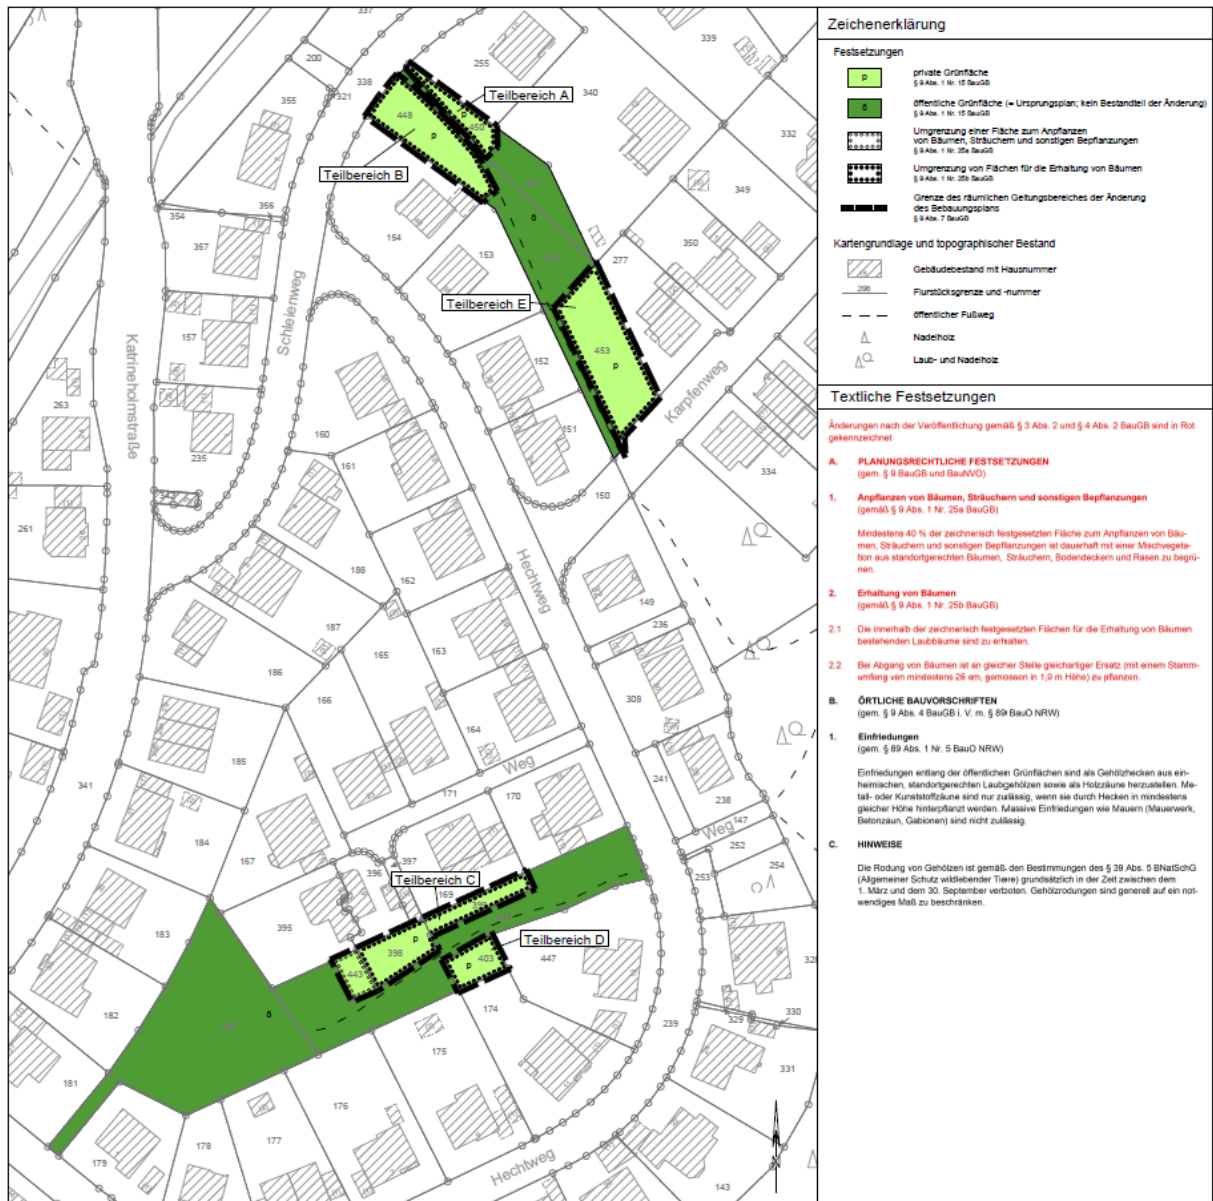 Zeichenerklärung
Festsetzungen
p
private Grünfläche
§ 9 Abs. 1 Nr. 15 BauGB
ö
öffentliche Grünfläche (= Ursprungsplan; kein Bestandteil der Änderung)
§ 9 Abs. 1 Nr. 15 BauGB
Umgrenzung einer Fläche zum Anpflanzen
von Bäumen, Sträuchern und sonstigen Bepflanzungen
§ 9 Abs. 1 Nr. 25a BauGB
Umgrenzung von Flächen für die Erhaltung von Bäumen
§ 9 Abs. 1 Nr. 25b BauGB
Grenze des räumlichen Geltungsbereiches der Änderung
des Bebauungsplans
§ 9 Abs. 7 BauGB
Kartengrundlage und topographischer Bestand
Gebäudebestand mit Hausnummer
298
Flurstücksgrenze und -nummer
öffentlicher Fußweg
Nadelholz
Laub- und Nadelholz
Textliche Festsetzungen
Änderungen nach der Veröffentlichung gemäß § 3 Abs. 2 und § 4 Abs. 2 BauGB sind in Rot
gekennzeichnet
A. PLANUNGSRECHTLICHE FESTSETZUNGEN
(gem. § 9 BauGB und BauNVO)
1. Anpflanzen von Bäumen, Sträuchern und sonstigen Bepflanzungen
(gemäß § 9 Abs. 1 Nr. 25a BauGB)
Mindestens 40 % der zeichnerisch festgesetzten Fläche zum Anpflanzen von Bäu-
men, Sträuchern und sonstigen Bepflanzungen ist dauerhaft mit einer Mischvegeta-
tion aus standortgerechten Bäumen, Sträuchern, Bodendeckern und Rasen zu begrü-
nen.
2. Erhaltung von Bäumen
(gemäß § 9 Abs. 1 Nr. 25b BauGB)
2.1 Die innerhalb der zeichnerisch festgesetzten Flächen für die Erhaltung von Bäumen
bestehenden Laubbäume sind zu erhalten.
2.2 Bei Abgang von Bäumen ist an gleicher Stelle gleichartiger Ersatz (mit einem Stamm-
umfang von mindestens 25 cm, gemessen in 1,0 m Höhe) zu pflanzen.
B. ÖRTLICHE BAUVORSCHRIFTEN
(gem. § 9 Abs. 4 BauGB i. V. m. § 89 BauO NRW)
1. Einfriedungen
(gem. § 89 Abs. 1 Nr. 5 BauO NRW)
Einfriedungen entlang der öffentlichen Grünflächen sind als Gehölzhecken aus ein-
heimischen, standortgerechten Laubgehölzen sowie als Holzzäune herzustellen. Me-
tall- oder Kunststoffzäune sind nur zulässig, wenn sie durch Hecken in mindestens
gleicher Höhe hinterpflanzt werden. Massive Einfriedungen wie Mauern (Mauerwerk,
Betonzaun, Gabionen) sind nicht zulässig.
C. HINWEISE
Die Rodung von Gehölzen ist gemäß den Bestimmungen des § 39 Abs. 5 BNatSchG
(Allgemeiner Schutz wildlebender Tiere) grundsätzlich in der Zeit zwischen dem
1. März und dem 30. September verboten. Gehölzrodungen sind generell auf ein not-
wendiges Maß zu beschränken.
Teilbereich A
Teilbereich B
Teilbereich E
Teilbereich C
Teilbereich D
Katrineholmstraße
Schleienweg
Karpfenweg
Hechtweg
Weg
Weg
Hechtweg
337
200
338
321
355
255
340
339
332
349
350
277
448
450
154
153
152
151
150
453
334
354
357
356
157
263
235
261
160
161
188
162
187
186
165
163
166
164
185
184
167
341
149
236
308
241
238
147
252
253
254
171
170
397
396
169
395
398
399
443
403
447
174
175
176
177
178
179
181
182
183
239
329
330
331
143
N